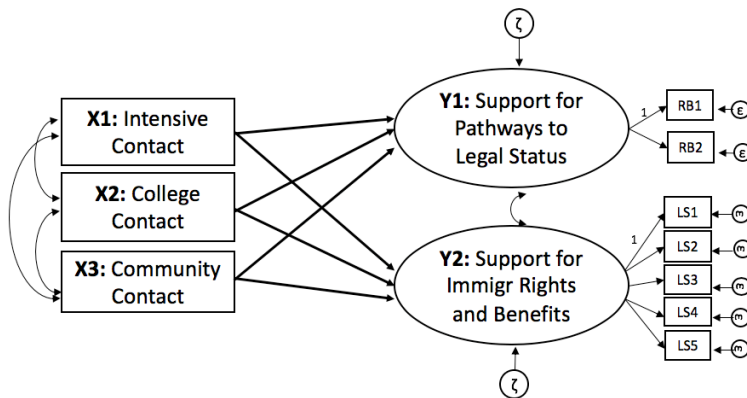 ζ
X1: Intensive
Contact
X2: College
Contact
X3: Community
Contact
Y1: Support for
Pathways to
Legal Status
1
RB1
ε
RB2
ε
Y2: Support for
Immigr Rights
and Benefits
1
LS1
ε
LS2
ε
LS3
ε
LS4
ε
LS5
ε
ζ